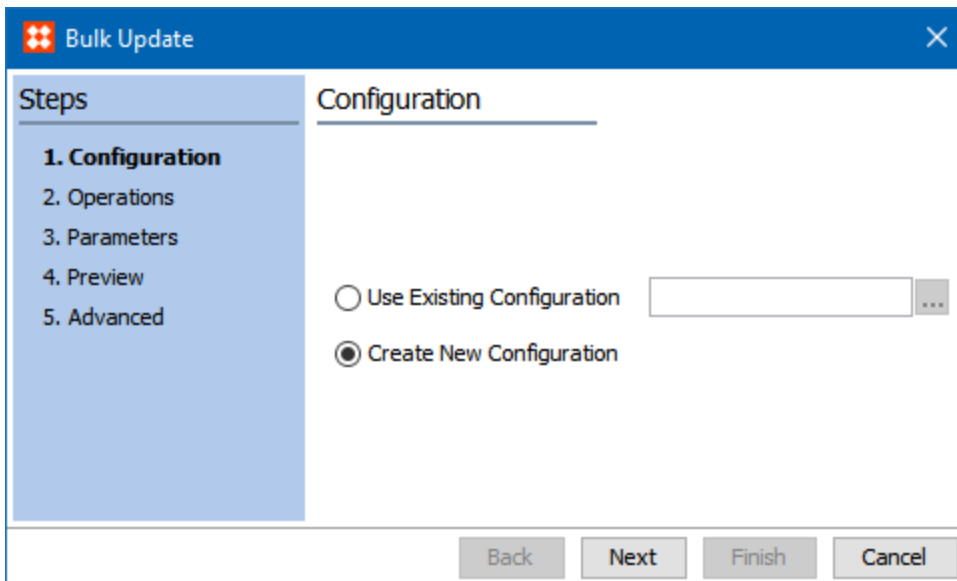 Bulk Update
Steps
Configuration
1. Configuration
2. Operations
3. Parameters
4. Preview
5. Advanced
Use Existing Configuration
...
Create New Configuration
Back Next Finish Cancel